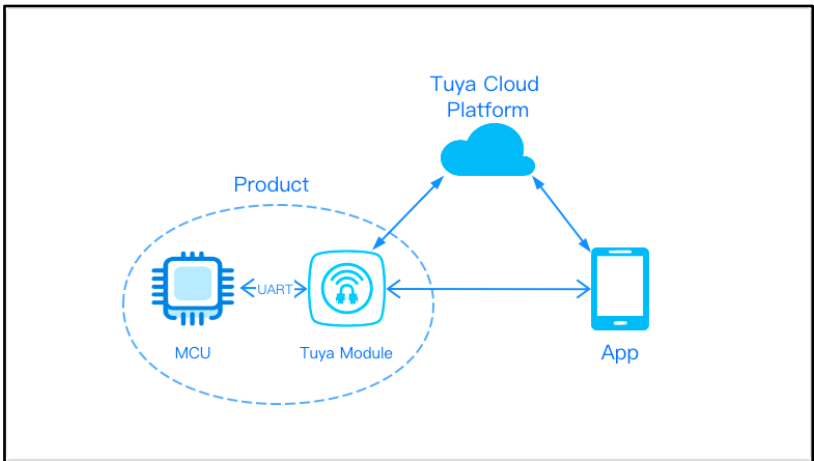 Tuya Cloud
Platform
Product
UART
MCU
Tuya Module
App